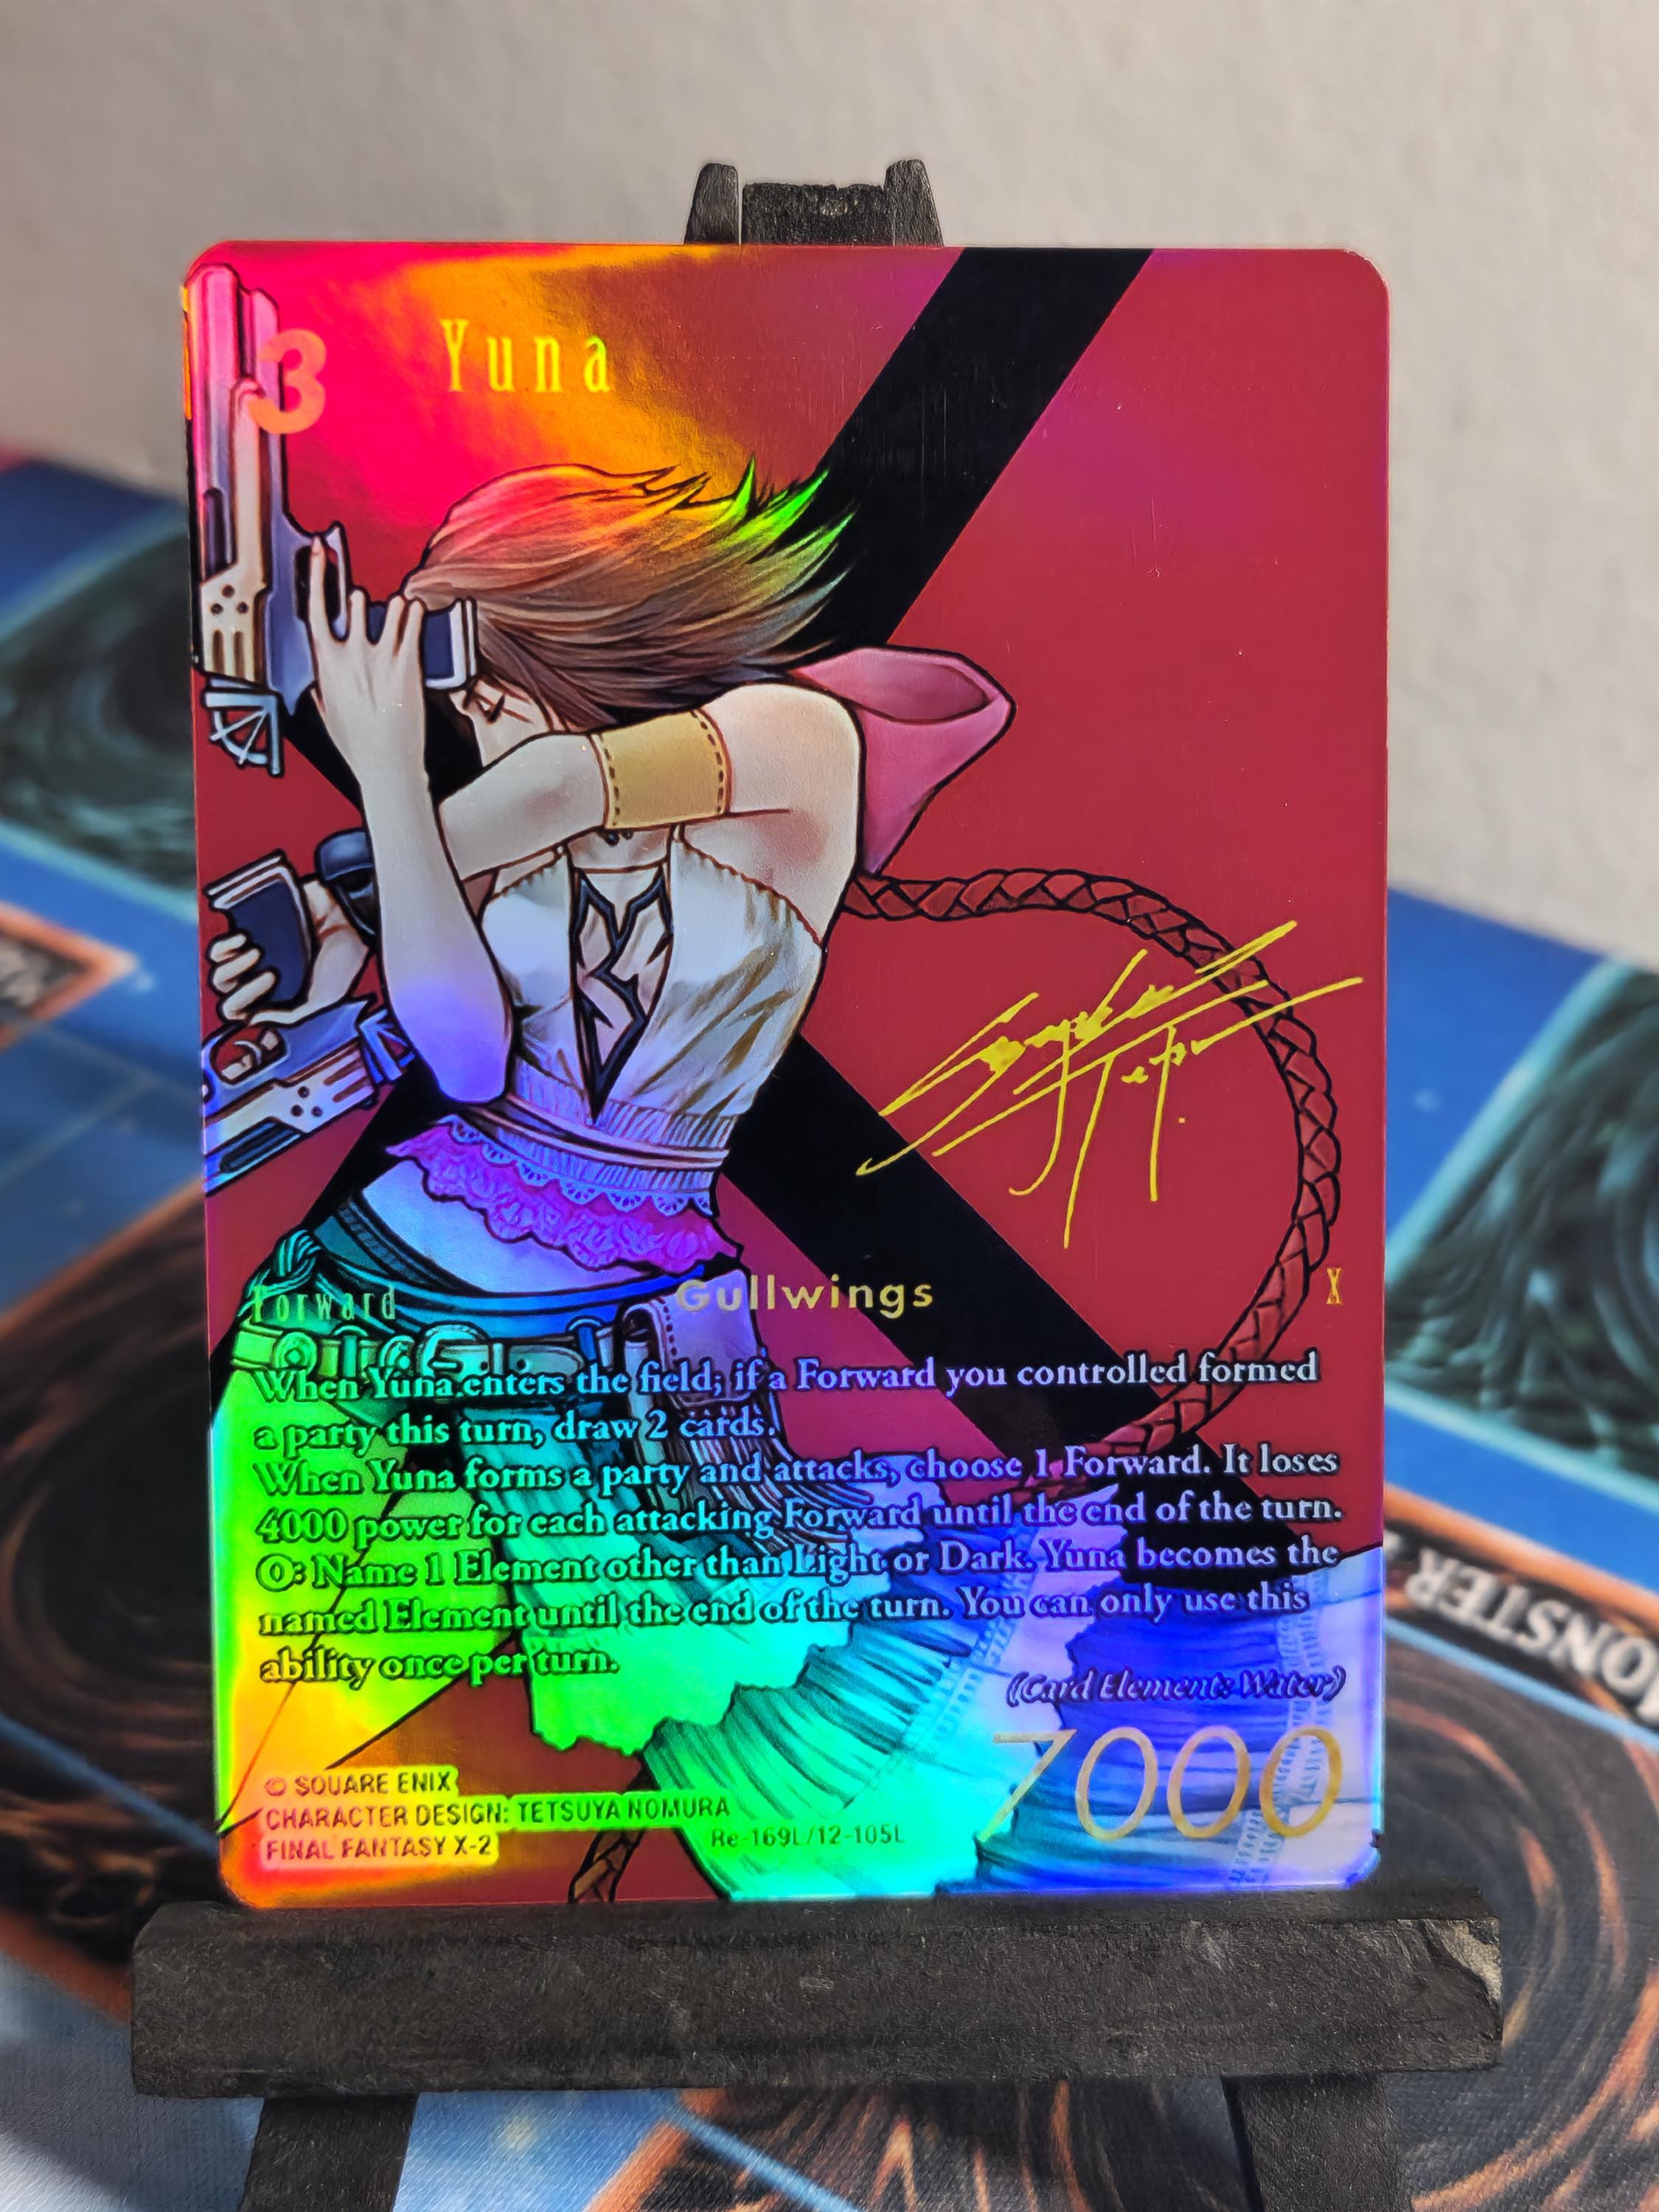 3
Yuna
Forward
Gullwings
X
When Yuna enters the field, if a Forward you controlled formed
a party this turn, draw 2 cards.
When Yuna forms a party and attacks, choose 1 Forward. It loses
4000 power for each attacking Forward until the end of the turn.
0: Name 1 Element other than Light or Dark. Yuna becomes the
named Element until the end of the turn. You can only use this
ability once per turn.
(Card Element: Water)
7000
© SQUARE ENIX
CHARACTER DESIGN: TETSUYA NOMURA
FINAL FANTASY X-2
Re-169L/12-105L
MONSTER